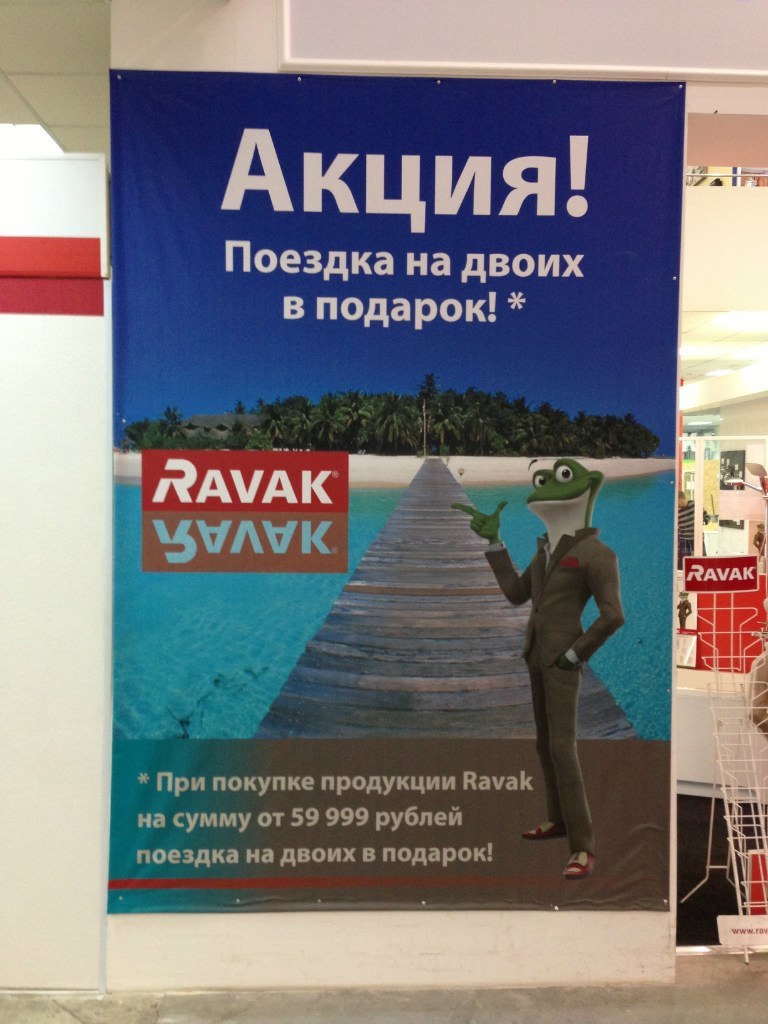 Акция!
Поездка на двоих
в подарок! *
RAVAK®
RAVAK®
* При покупке продукции Ravak
на сумму от 59 999 рублей
поездка на двоих в подарок!
RAVAK